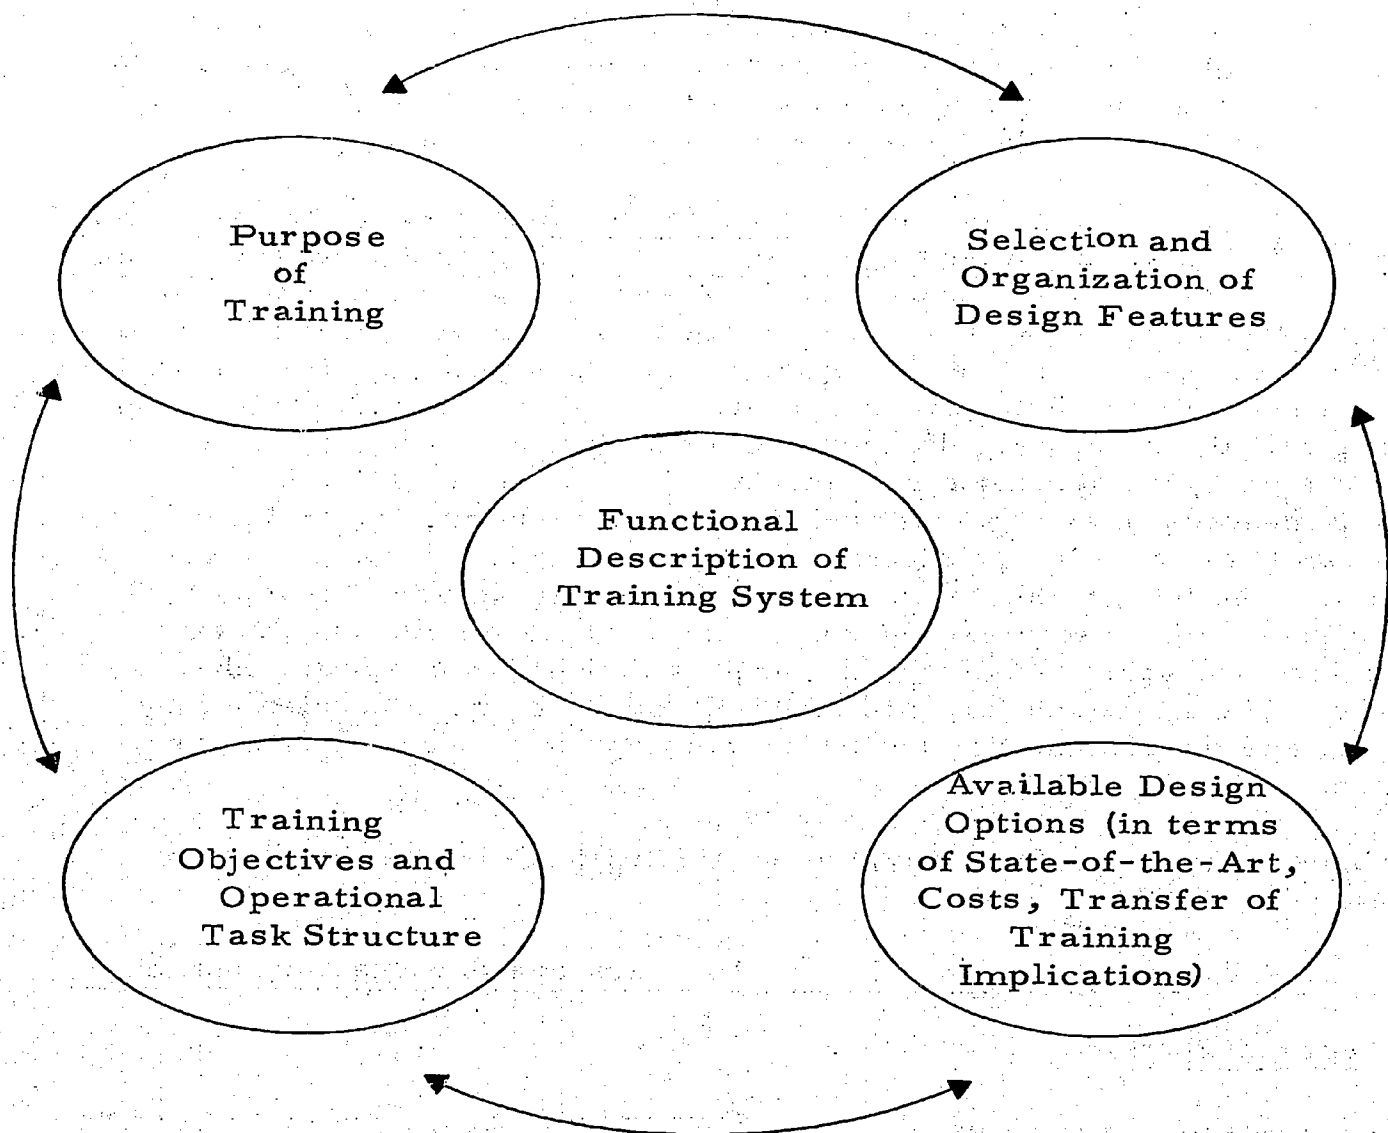 Purpose
of
Training
Selection and
Organization of
Design Features
Functional
Description of
Training System
Training
Objectives and
Operational
Task Structure
Available Design
Options (in terms
of State-of-the-Art,
Costs, Transfer of
Training
Implications)